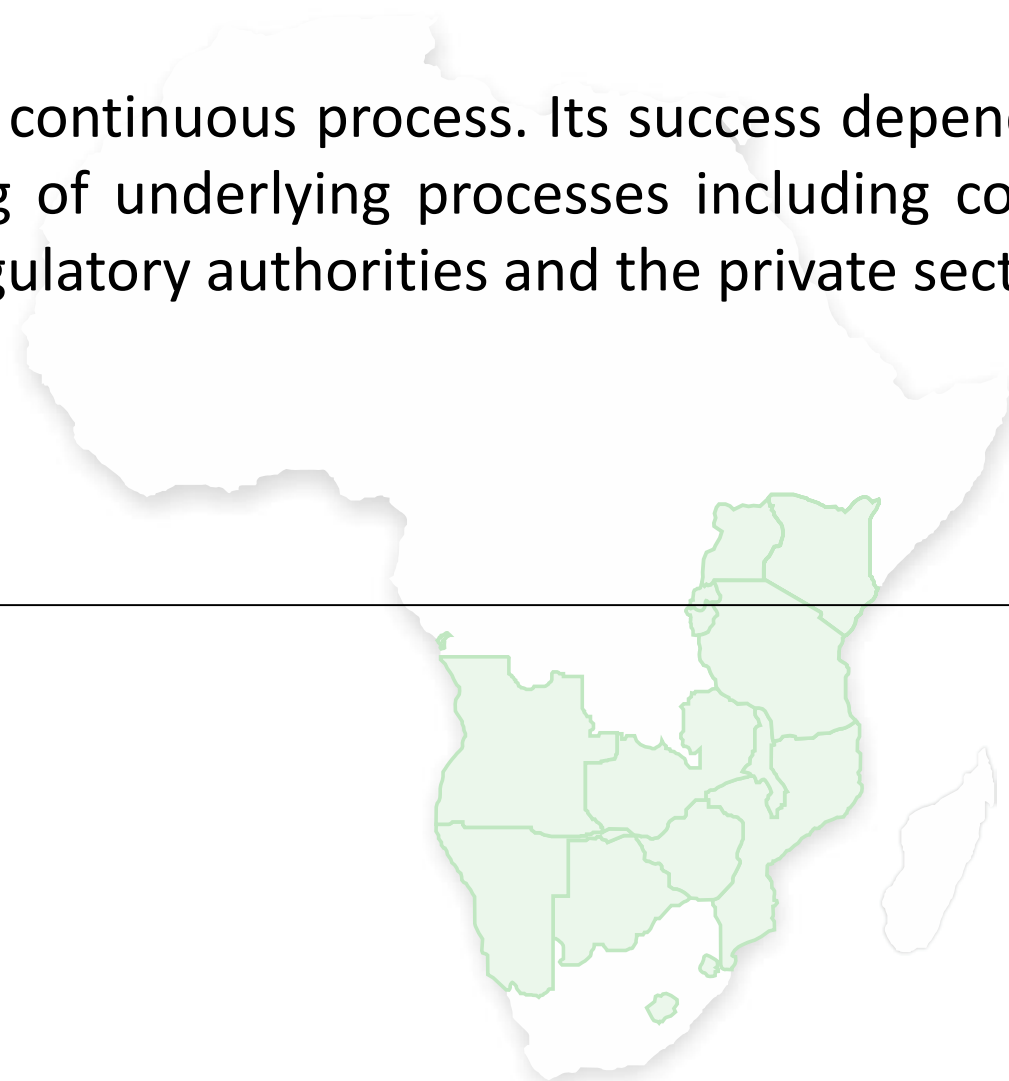 continuous process. Its success depen
g of underlying processes including co
gulatory authorities and the private sect